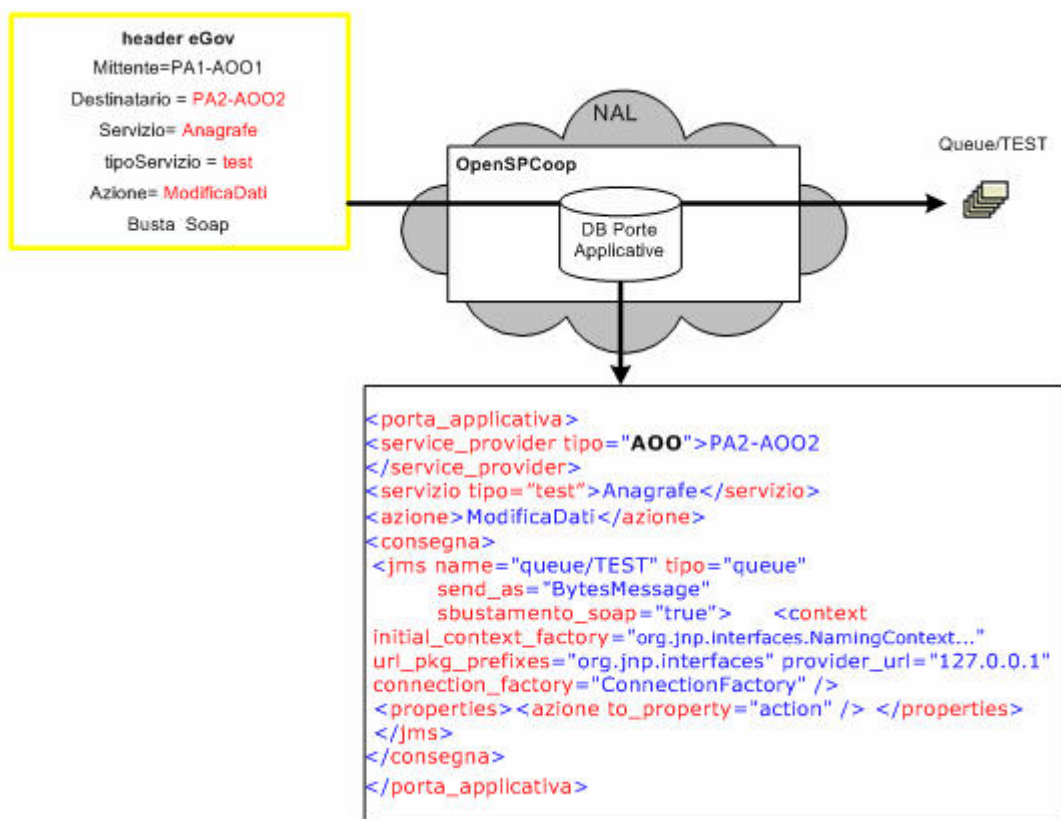 header eGov
Mittente=PA1-AOO1
Destinatario = PA2-AOO2
Servizio= Anagrafe
tipoServizio = test
Azione= ModificaDati
Busta Soap
NAL
OpenSPCoop
DB Porte
Applicative
Queue/TEST
<porta_applicativa>
<service_provider tipo="AOO">PA2-AOO2
</service_provider>
<servizio tipo="test">Anagrafe</servizio>
<azione>ModificaDati</azione>
<consegna>
<jms name="queue/TEST" tipo="queue"
send_as="BytesMessage"
sbustamento_soap="true"> <context
initial_context_factory="org.jnp.interfaces.NamingContext..."
url_pkg_prefixes="org.jnp.interfaces" provider_url="127.0.0.1"
connection_factory="ConnectionFactory" />
<properties><azione to_property="action" /> </properties>
</jms>
</consegna>
</porta_applicativa>